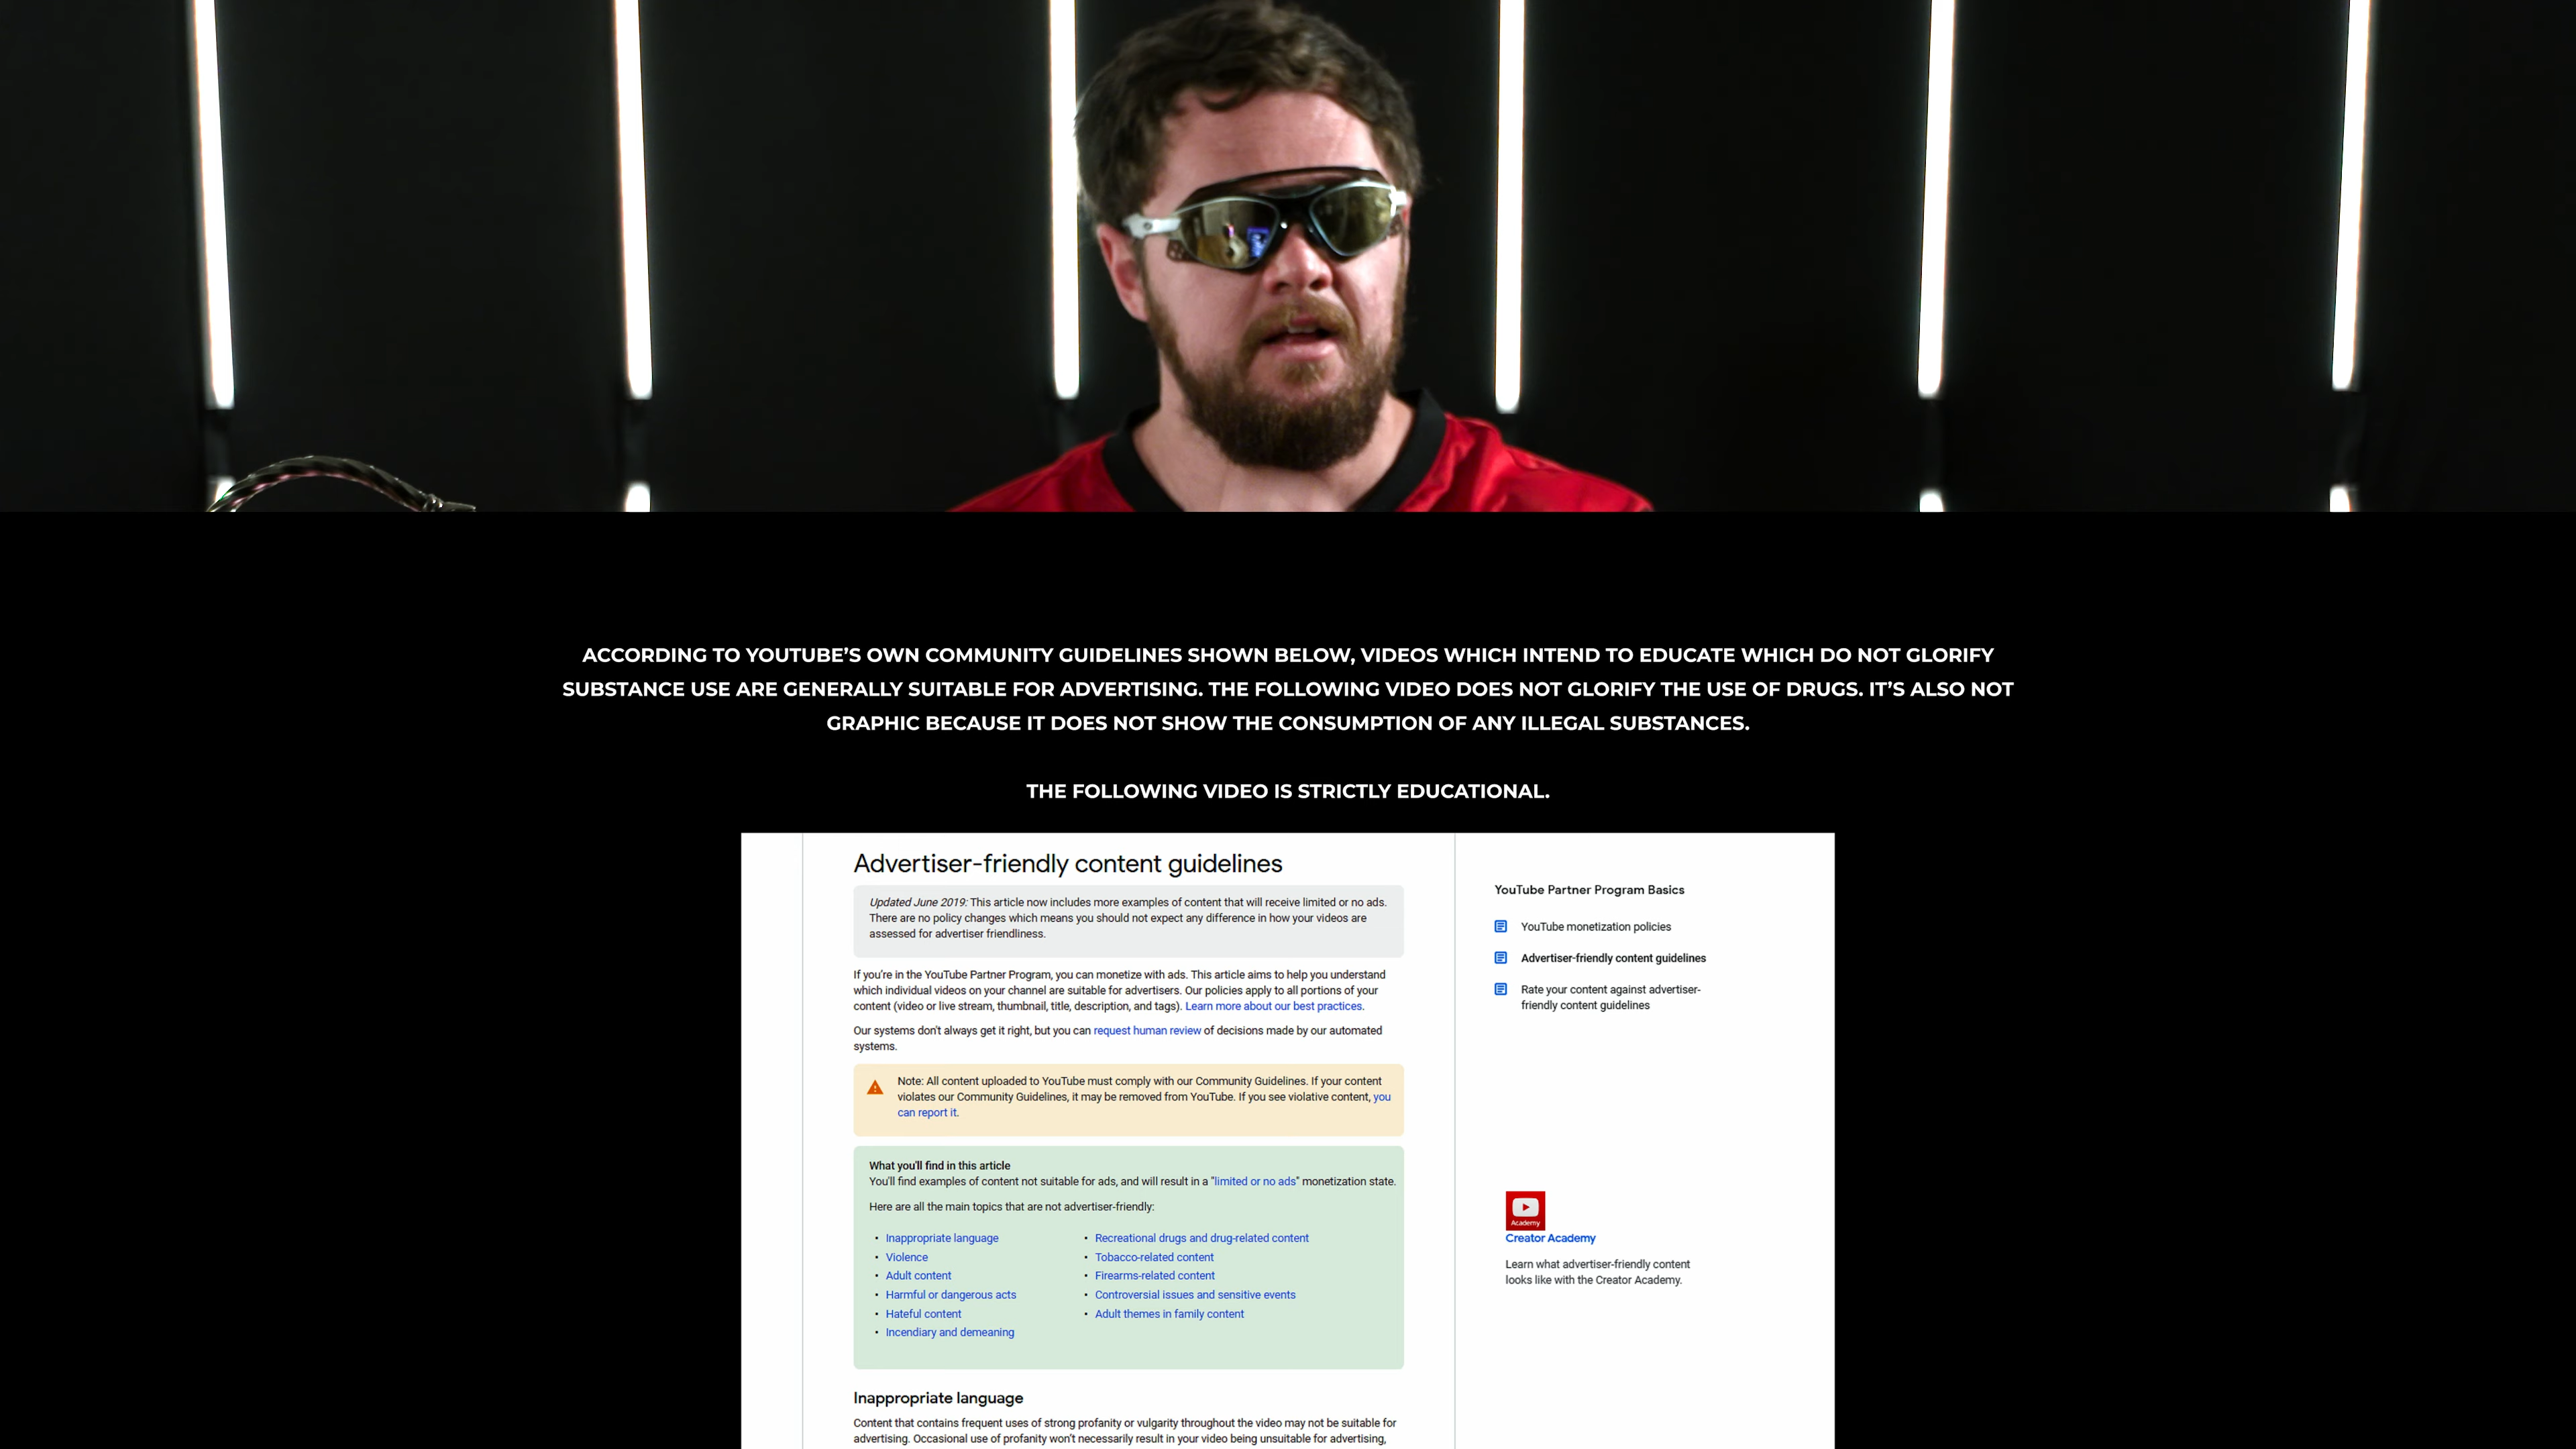 ACCORDING TO YOUTUBE'S OWN COMMUNITY GUIDELINES SHOWN BELOW, VIDEOS WHICH INTEND TO EDUCATE WHICH DO NOT GLORIFY
SUBSTANCE USE ARE GENERALLY SUITABLE FOR ADVERTISING. THE FOLLOWING VIDEO DOES NOT GLORIFY THE USE OF DRUGS. IT'S ALSO NOT
GRAPHIC BECAUSE IT DOES NOT SHOW THE CONSUMPTION OF ANY ILLEGAL SUBSTANCES.
THE FOLLOWING VIDEO IS STRICTLY EDUCATIONAL.
Advertiser-friendly content guidelines
Updated June 2019: This article now includes more examples of content that will receive limited or no ads.
There are no policy changes which means you should not expect any difference in how your videos are
assessed for advertiser friendliness.
If you're in the YouTube Partner Program, you can monetize with ads. This article aims to help you understand
which individual videos on your channel are suitable for advertisers. Our policies apply to all portions of your
content (video or live stream, thumbnail, title, description, and tags). Learn more about our best practices.
Our systems don't always get it right, but you can request human review of decisions made by our automated
systems.
Note: All content uploaded to YouTube must comply with our Community Guidelines. If your content
violates our Community Guidelines, it may be removed from YouTube. If you see violative content, you
can report it.
What you'll find in this article
You'll find examples of content not suitable for ads, and will result in a "limited or no ads" monetization state.
Here are all the main topics that are not advertiser-friendly:
• Inappropriate language
• Violence
• Adult content
• Harmful or dangerous acts
• Hateful content
• Incendiary and demeaning
• Recreational drugs and drug-related content
• Tobacco-related content
• Firearms-related content
• Controversial issues and sensitive events
• Adult themes in family content
Inappropriate language
Content that contains frequent uses of strong profanity or vulgarity throughout the video may not be suitable for
advertising. Occasional use of profanity won't necessarily result in your video being unsuitable for advertising,
YouTube Partner Program Basics
YouTube monetization policies
Advertiser-friendly content guidelines
Rate your content against advertiser-
friendly content guidelines
Academy
Creator Academy
Learn what advertiser-friendly content
looks like with the Creator Academy.